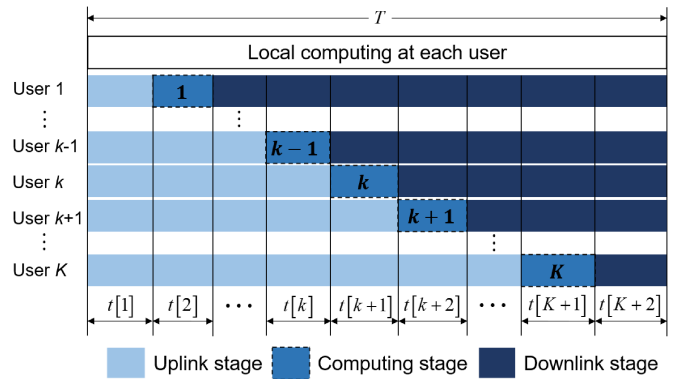 T
Local computing at each user
User 1
1
⋮
⋮
User k-1
k − 1
User k
k
User k+1
k + 1
⋮
⋮
User K
K
t[1] t[2] ⋯ t[k] t[k+1] t[k+2] ⋯ t[K+1] t[K+2]
Uplink stage Computing stage Downlink stage